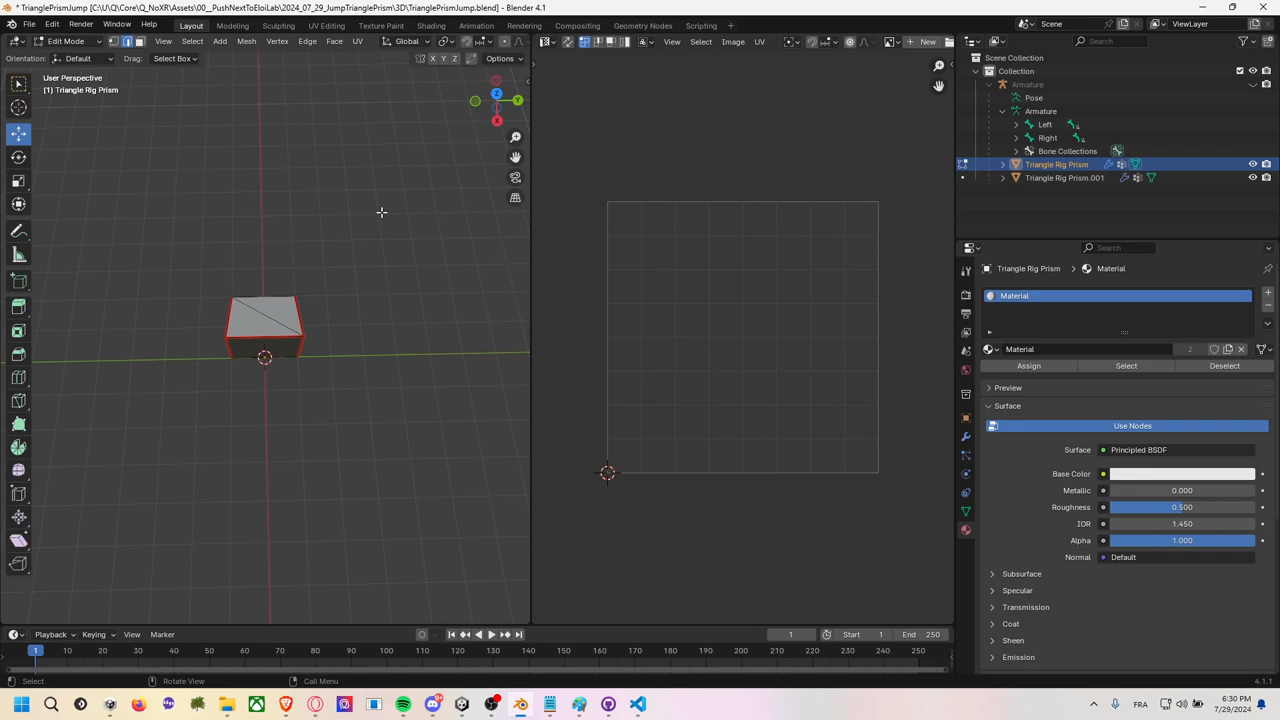 * TrianglePrismJump [C:\U\Q\Core\Q_NoXR\Assets\00__PushNextToEloiLab\2024_07_29_JumpTrianglePrism\3D\TrianglePrismJump.blend] - Blender 4.1
File Edit Render Window Help Layout Modeling Sculpting UV Editing Texture Paint Shading Animation Rendering Compositing Geometry Nodes Scripting Scene ViewLayer
Edit Mode View Select Add Mesh Vertex Edge Face UV Global View Select Image UV New Search
Orientation: Default Drag: Select Box X Y Z Options
Scene Collection
Collection
User Perspective
(1) Triangle Rig Prism
Armature
Pose
Armature
Left
Right
Bone Collections
Triangle Rig Prism
Triangle Rig Prism.001
Z
Y
X
Search
Triangle Rig Prism > Material
Material
Material 2
Assign Select Deselect
Preview
Surface
Use Nodes
Surface Principled BSDF
Base Color
Metallic 0.000
Roughness 0.500
IOR 1.450
Alpha 1.000
Normal Default
Subsurface
Specular
Transmission
Coat
Sheen
Emission
Playback Keying View Marker 1 Start 1 End 250
1 10 20 30 40 50 60 70 80 90 100 110 120 130 140 150 160 170 180 190 200 210 220 230 240 250
Select Rotate View Call Menu 4.1.1
FRA 6:30 PM
7/29/2024